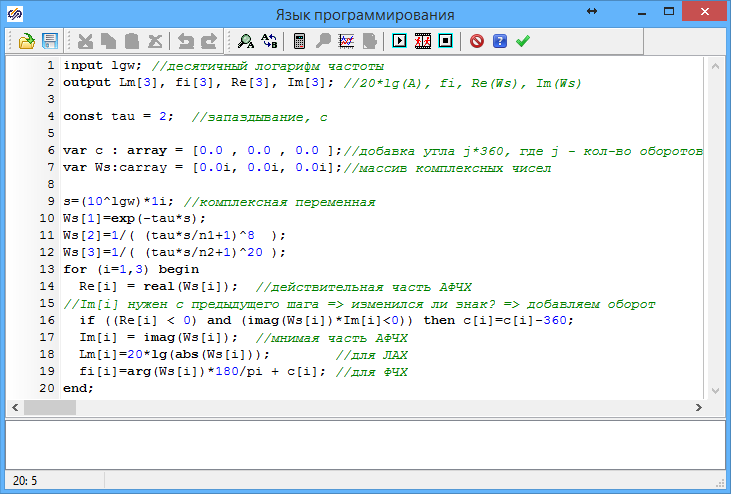 Язык программирования
1 input lgw; //десятичный логарифм частоты
2 output Lm[3], fi[3], Re[3], Im[3]; //20*lg(A), fi, Re(Ws), Im(Ws)
3
4 const tau = 2;  //запаздывание, с
5
6 var c : array = [0.0 , 0.0 , 0.0 ];//добавка угла j*360, где j - кол-во оборотов
7 var Ws:carray = [0.0i, 0.0i, 0.0i];//массив комплексных чисел
8
9 s=(10^lgw)*1i; //комплексная переменная
10 Ws[1]=exp(-tau*s);
11 Ws[2]=1/( (tau*s/n1+1)^8  );
12 Ws[3]=1/( (tau*s/n2+1)^20 );
13 for (i=1,3) begin
14   Re[i] = real(Ws[i]);  //действительная часть АФЧХ
15 //Im[i] нужен с предыдущего шага => изменился ли знак? => добавляем оборот
16   if ((Re[i] < 0) and (imag(Ws[i])*Im[i]<0)) then c[i]=c[i]-360;
17   Im[i] = imag(Ws[i]);  //мнимая часть АФЧХ
18   Lm[i]=20*lg(abs(Ws[i]));        //для ЛАХ
19   fi[i]=arg(Ws[i])*180/pi + c[i]; //для ФЧХ
20 end;
20: 5